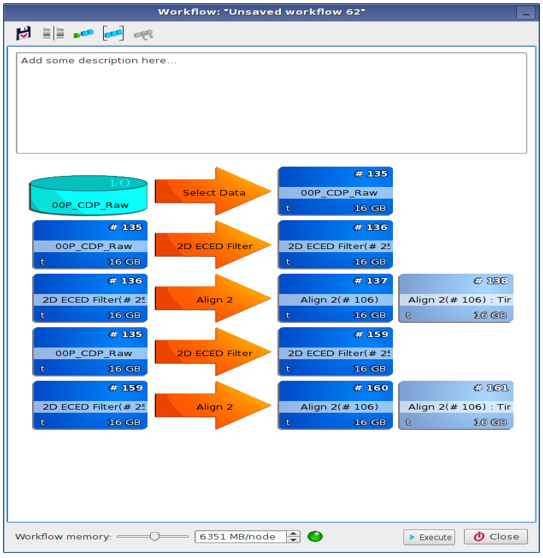 Workflow: "Unsaved workflow 62"
Add some description here...
I/O
00P_CDP_Raw
Select Data
# 135
00P_CDP_Raw
t 16 GB
# 135
00P_CDP_Raw
t 16 GB
2D ECED Filter
# 136
2D ECED Filter(# 25
t 16 GB
# 136
2D ECED Filter(# 25
t 16 GB
Align 2
# 137
Align 2(# 106)
t 16 GB
# 138
Align 2(# 106) : Tir
t 16 GB
# 135
00P_CDP_Raw
t 16 GB
2D ECED Filter
# 159
2D ECED Filter(# 25
t 16 GB
# 159
2D ECED Filter(# 25
t 16 GB
Align 2
# 160
Align 2(# 106)
t 16 GB
# 161
Align 2(# 106) : Tir
t 16 GB
Workflow memory: 6351 MB/node Execute Close